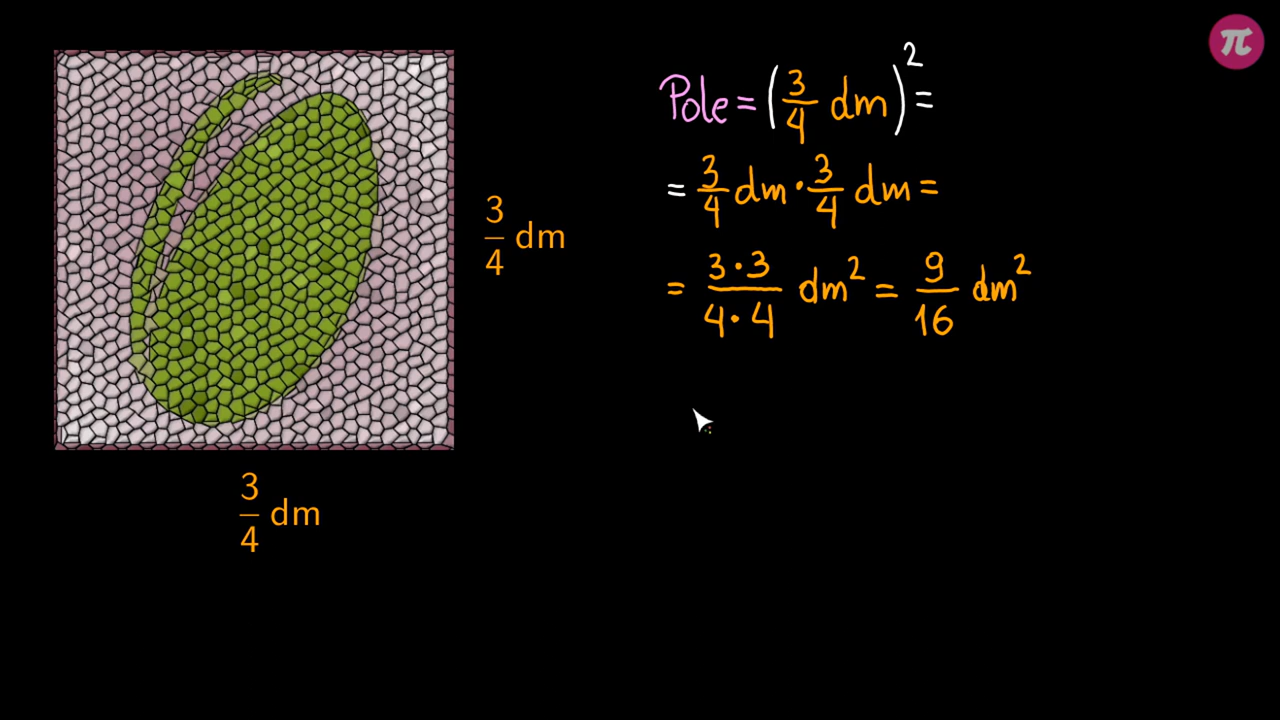 π
Pole = (3/4 dm)² =
= 3/4 dm · 3/4 dm =
= 3·3/4·4 dm² = 9/16 dm²
3/4 dm
3/4 dm